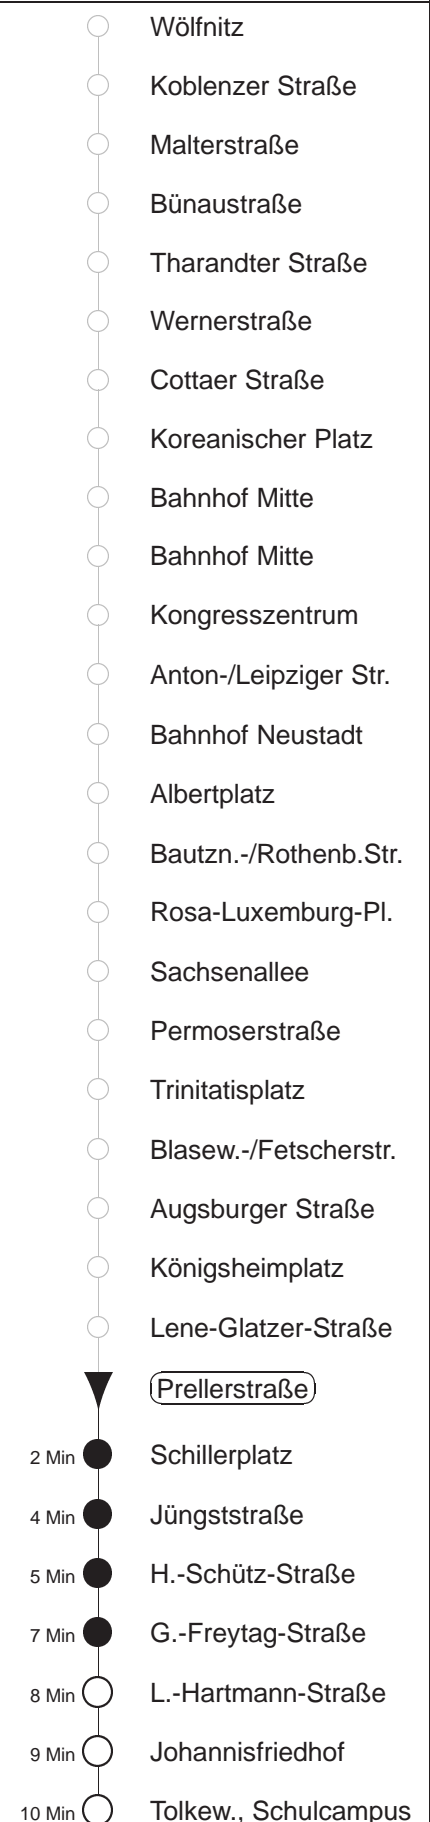 Wölfnitz
Koblenzer Straße
Malterstraße
Bünaustraße
Tharandter Straße
Wernerstraße
Cottaer Straße
Koreanischer Platz
Bahnhof Mitte
Bahnhof Mitte
Kongresszentrum
Anton-/Leipziger Str.
Bahnhof Neustadt
Albertplatz
Bautzn.-/Rothenb.Str.
Rosa-Luxemburg-Pl.
Sachsenallee
Permoserstraße
Trinitatisplatz
Blasew.-/Fetscherstr.
Augsburger Straße
Königsheimplatz
Lene-Glatzer-Straße
Prellerstraße
2 Min Schillerplatz
4 Min Jüngststraße
5 Min H.-Schütz-Straße
7 Min G.-Freytag-Straße
8 Min L.-Hartmann-Straße
9 Min Johannisfriedhof
10 Min Tolkew., Schulcampus